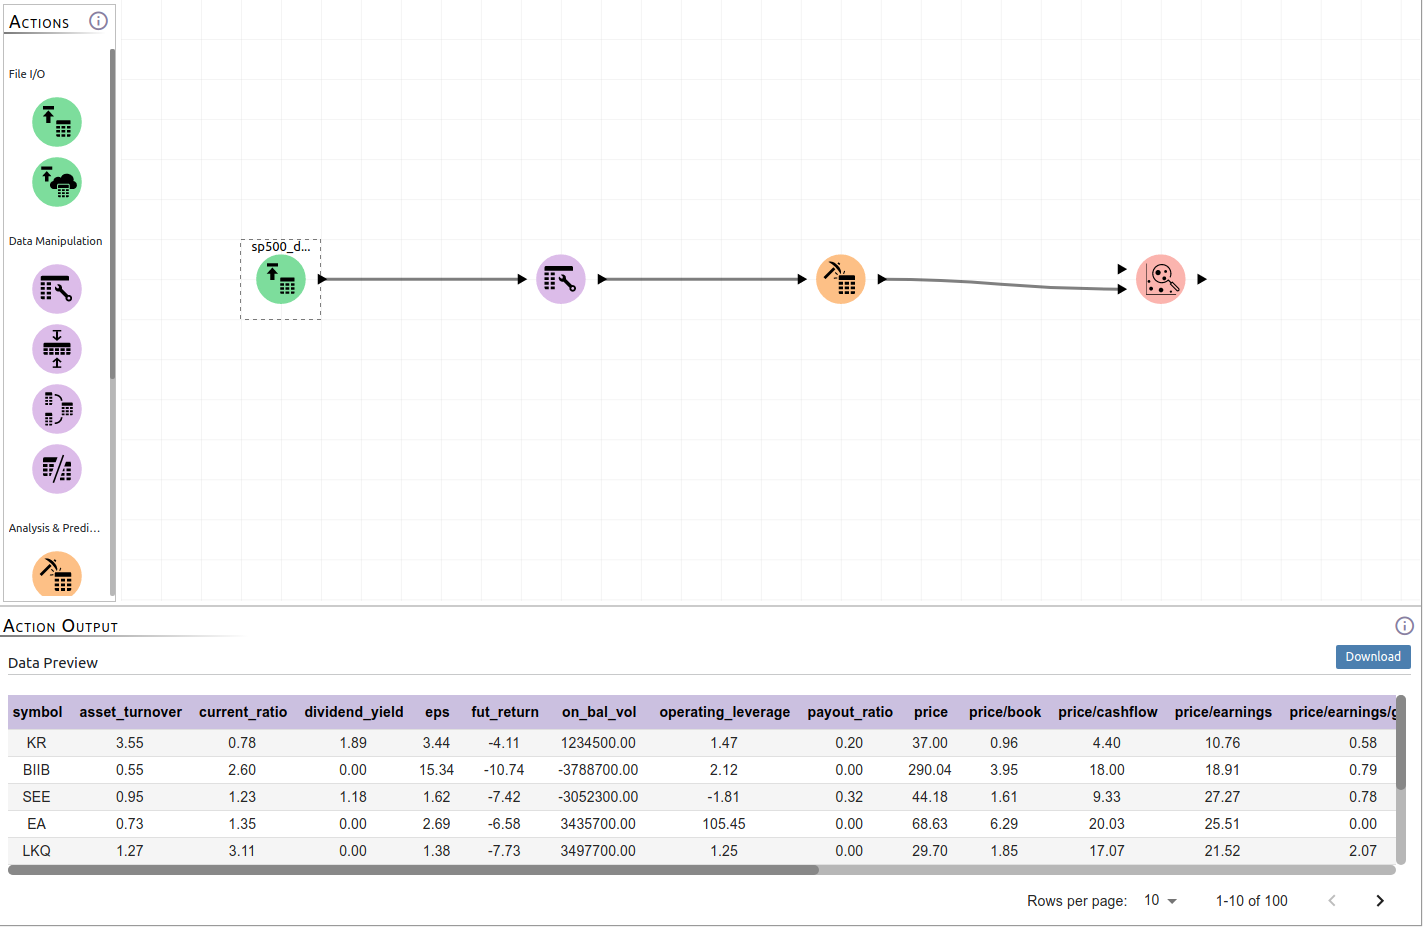 Actions
File I/O
Data Manipulation
Analysis & Predi...
sp500_d...
Action Output
Data Preview
Download
symbol asset_turnover current_ratio dividend_yield eps fut_return on_bal_vol operating_leverage payout_ratio price price/book price/cashflow price/earnings price/earnings/g
KR 3.55 0.78 1.89 3.44 -4.11 1234500.00 1.47 0.20 37.00 0.96 4.40 10.76 0.58
BIIB 0.55 2.60 0.00 15.34 -10.74 -3788700.00 2.12 0.00 290.04 3.95 18.00 18.91 0.79
SEE 0.95 1.23 1.18 1.62 -7.42 -3052300.00 -1.81 0.32 44.18 1.61 9.33 27.27 0.78
EA 0.73 1.35 0.00 2.69 -6.58 3435700.00 105.45 0.00 68.63 6.29 20.03 25.51 0.00
LKQ 1.27 3.11 0.00 1.38 -7.73 3497700.00 1.25 0.00 29.70 1.85 17.07 21.52 2.07
Rows per page: 10 1-10 of 100